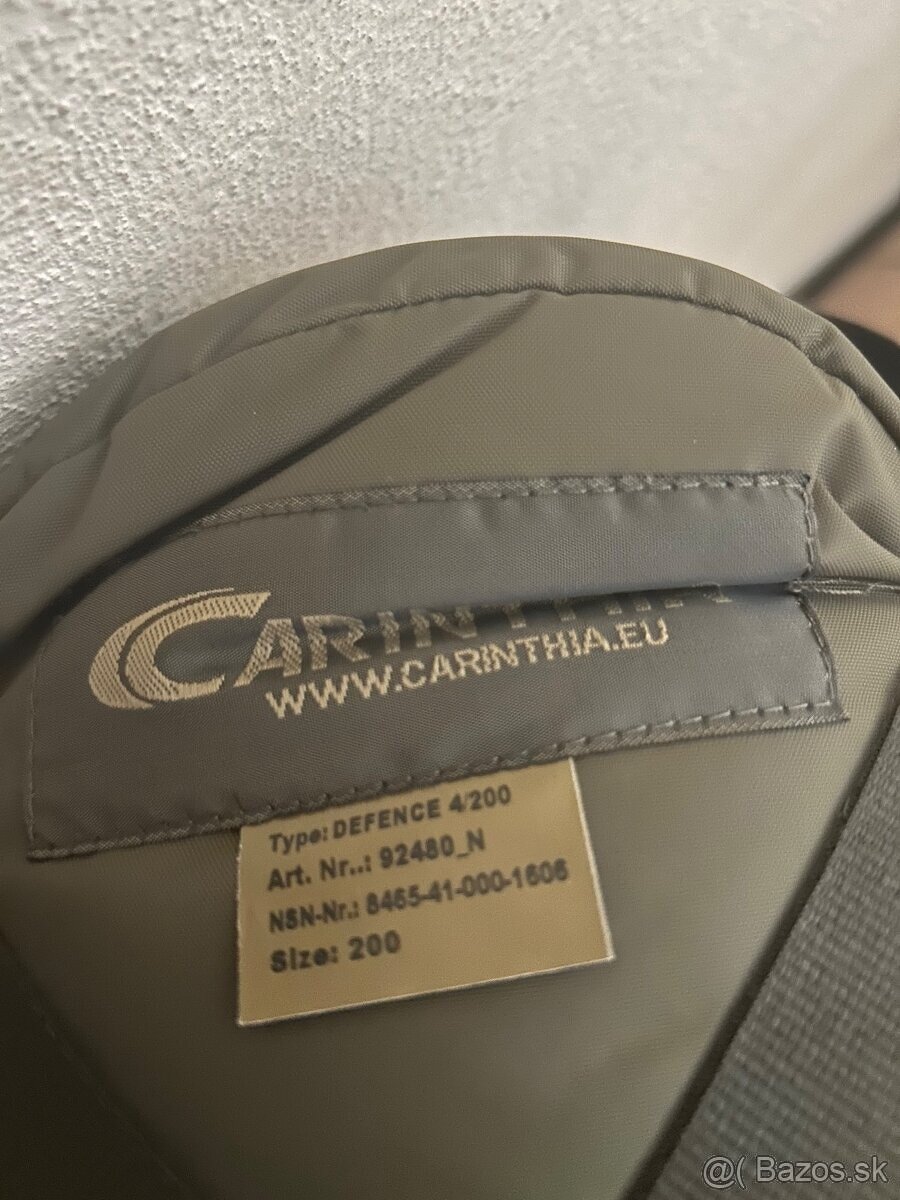 CARINTHIA
WWW.CARINTHIA.EU
Type: DEFENCE 4/200
Art. Nr..: 92480_N
NSN-Nr.: 8465-41-000-1606
Size: 200
@( Bazos.sk